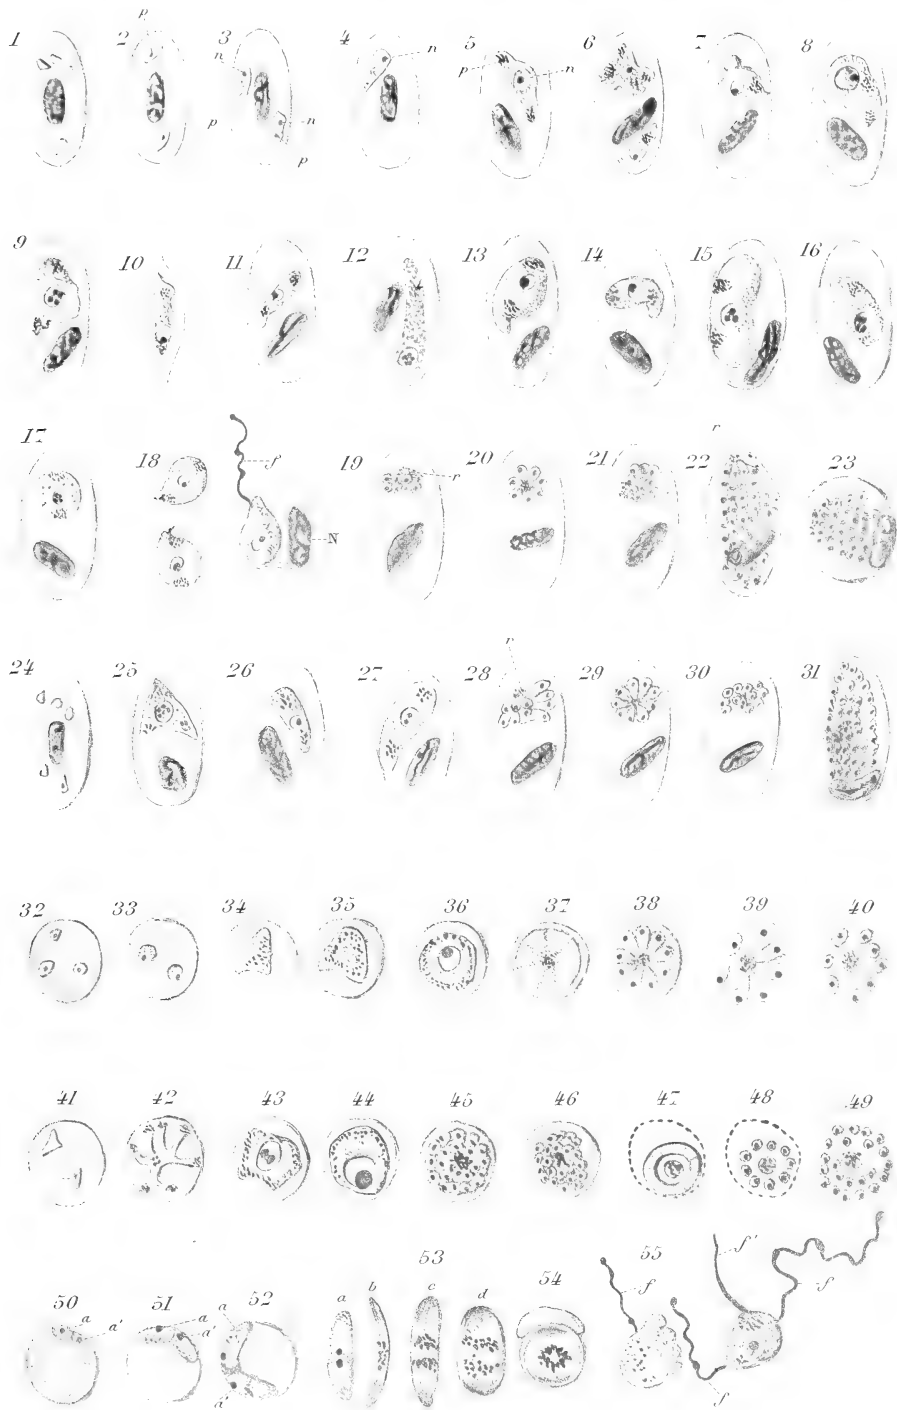 p
1 2 3 4 n 5 6 7 8
n p n
p n
p
9 10 11 12 13 14 15 16
r
17 18 f 19 20 21 r 22 23
r
N
r
24 25 26 27 28 29 30 31
32 33 34 35 36 37 38 39 40
41 42 43 44 45 46 47 48 49
53 55 f'
50 51 a a 52 a b c d 54 f f
a a' a'
a' f